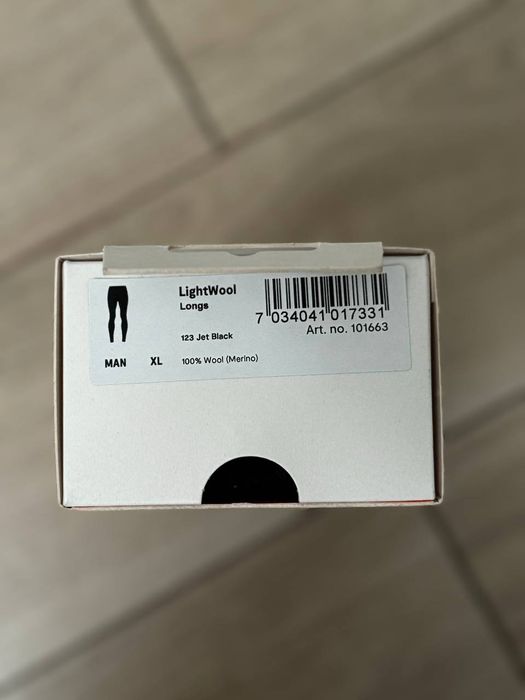 LightWool
Longs
123 Jet Black
MAN XL 100% Wool (Merino)
7 034041 017331
Art. no. 101663